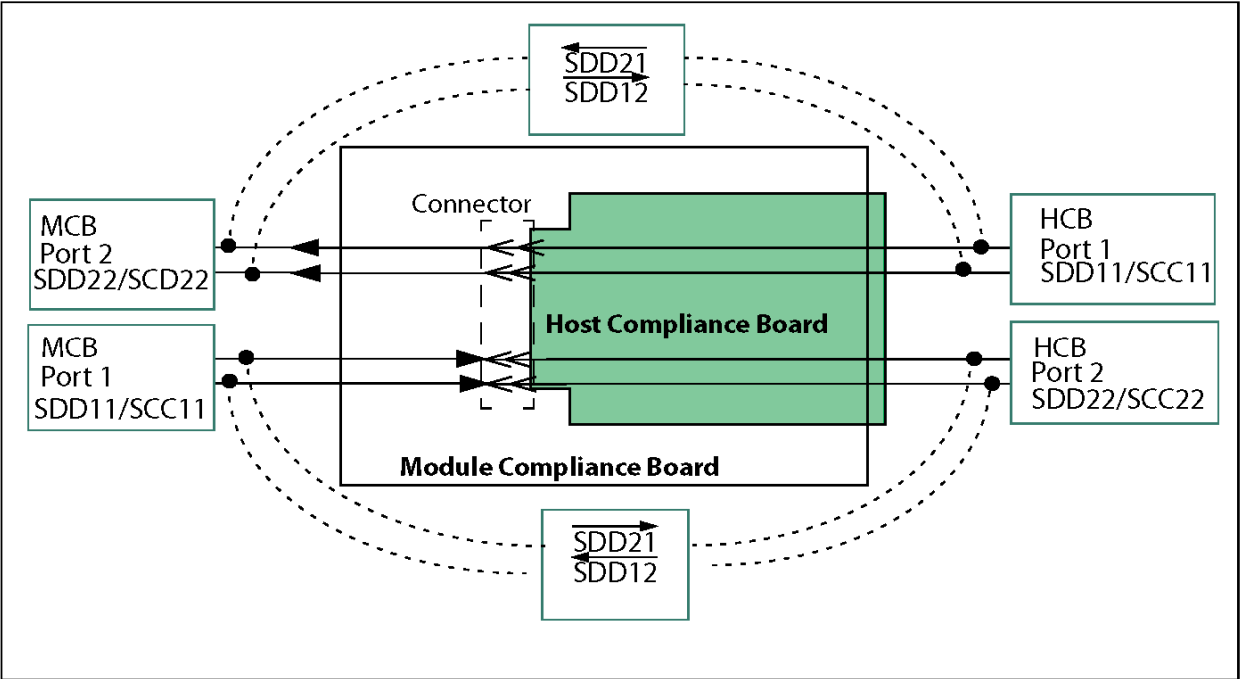 SDD21
SDD12
Connector
MCB
Port 2
SDD22/SCD22
HCB
Port 1
SDD11/SCC11
Host Compliance Board
MCB
Port 1
SDD11/SCC11
HCB
Port 2
SDD22/SCC22
Module Compliance Board
SDD21
SDD12